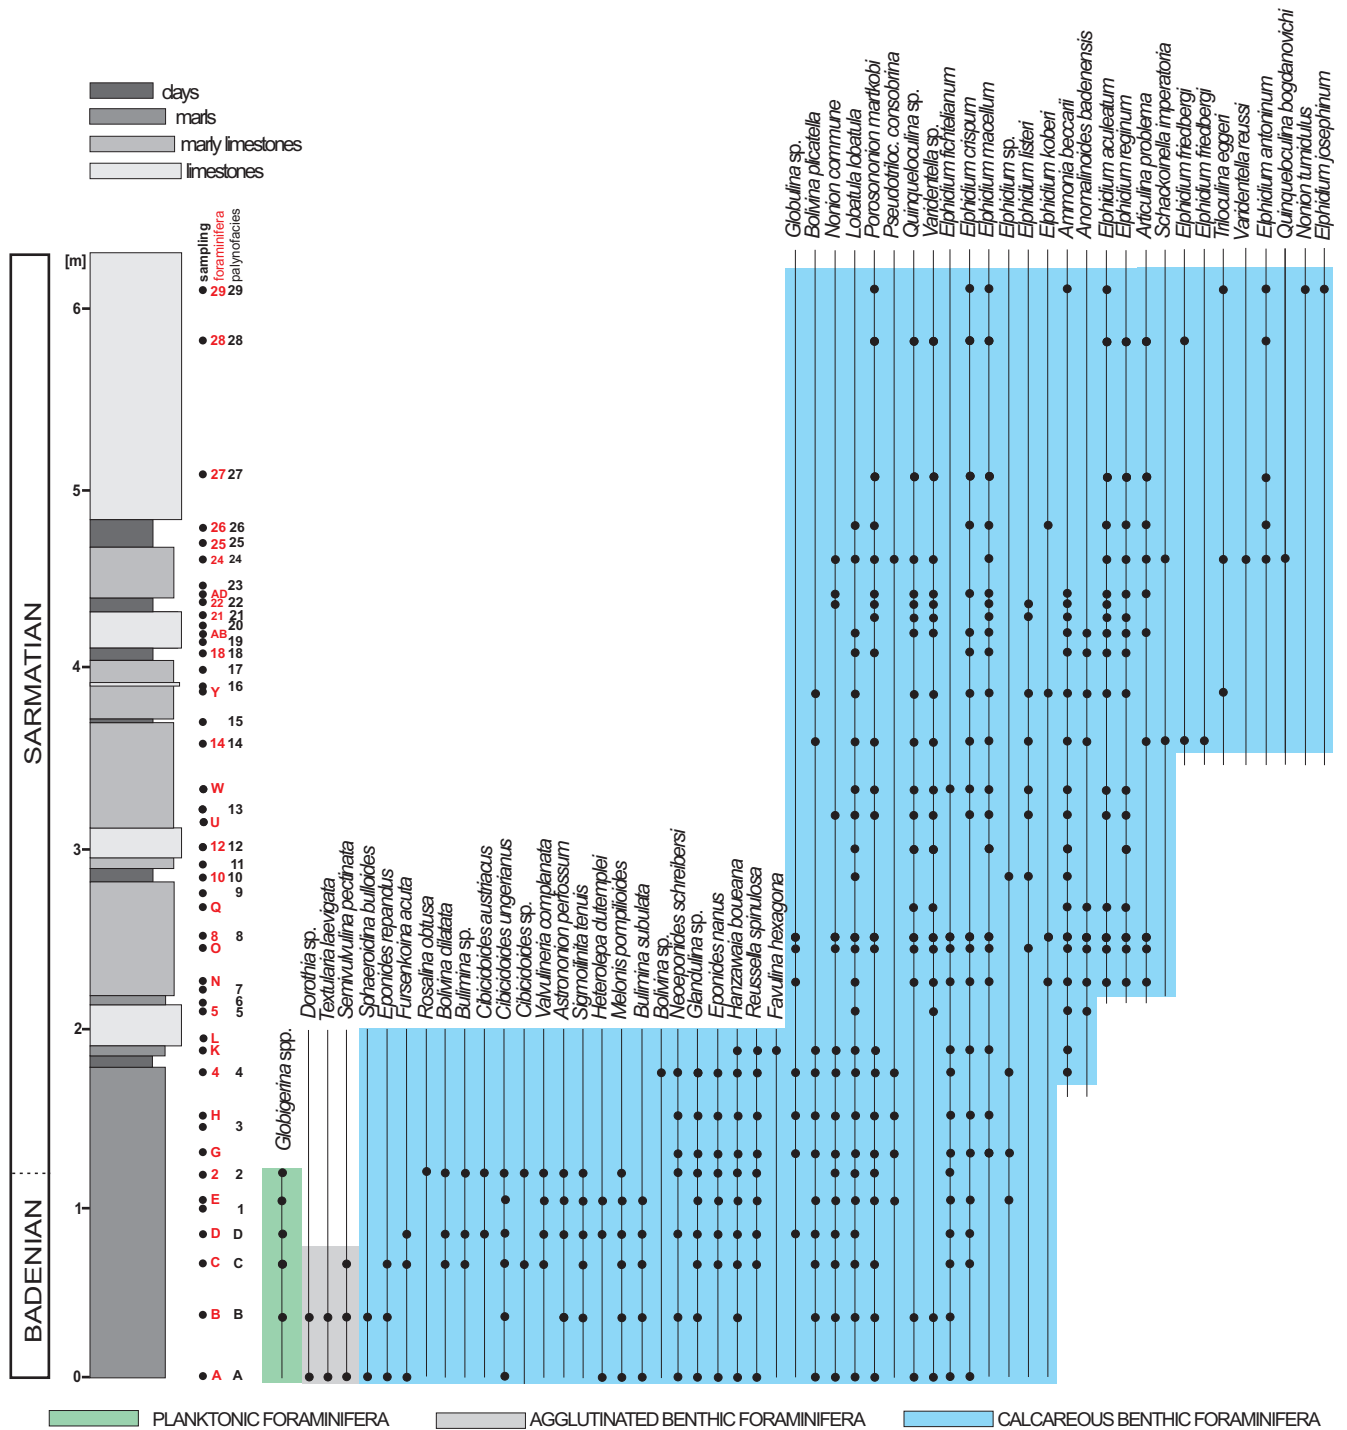 days
marls
marly limestones
limestones
sampling
foraminifera
palynofacies
[m]
SARMATIAN
BADENIAN
6
5
4
3
2
1
0
29 29
28 28
27 27
26 26
25 25
24 24
23
AD
22 22
21 21
20
AB
19
18 18
17
16
Y
15
14 14
W
13
U
12 12
11
10 10
9
Q
8 8
O
N
7
6
5 5
L
K
4 4
H
3
G
2 2
E
1
D D
C C
B B
A A
Globigerina spp.
Dorothia sp.
Textularia laevigata
Semivulvulina pectinata
Sphaeroidina bulloides
Eponides repandus
Fursenkoina acuta
Rosalina obtusa
Bolivina dilatata
Bulimina sp.
Cibicidoides austriacus
Cibicidoides ungerianus
Cibicidoides sp.
Valvulineria complanata
Astrononion perfossum
Sigmoilinita tenuis
Heterolepa dutemplei
Melonis pompilioides
Bulimina subulata
Bolivina sp.
Neoeponides schreibersi
Glandulina sp.
Eponides nanus
Hanzawaia boueana
Reussella spinulosa
Favulina hexagona
Globulina sp.
Bolivina plicatella
Nonion commune
Lobatula lobatula
Porosononion martkobi
Pseudotriloc. consobrina
Quinqueloculina sp.
Varidentella sp.
Elphidium fichtelianum
Elphidium crispum
Elphidium macellum
Elphidium sp.
Elphidium listeri
Elphidium koberi
Ammonia beccarii
Anomalinoides badenensis
Elphidium aculeatum
Elphidium reginum
Articulina problema
Schackoinella imperatoria
Elphidium friedbergi
Elphidium friedbergi
Triloculina eggeri
Varidentella reussi
Elphidium antoninum
Quinqueloculina bogdanovichi
Nonion tumidulus
Elphidium josephinum
PLANKTONIC FORAMINIFERA
AGGLUTINATED BENTHIC FORAMINIFERA
CALCAREOUS BENTHIC FORAMINIFERA